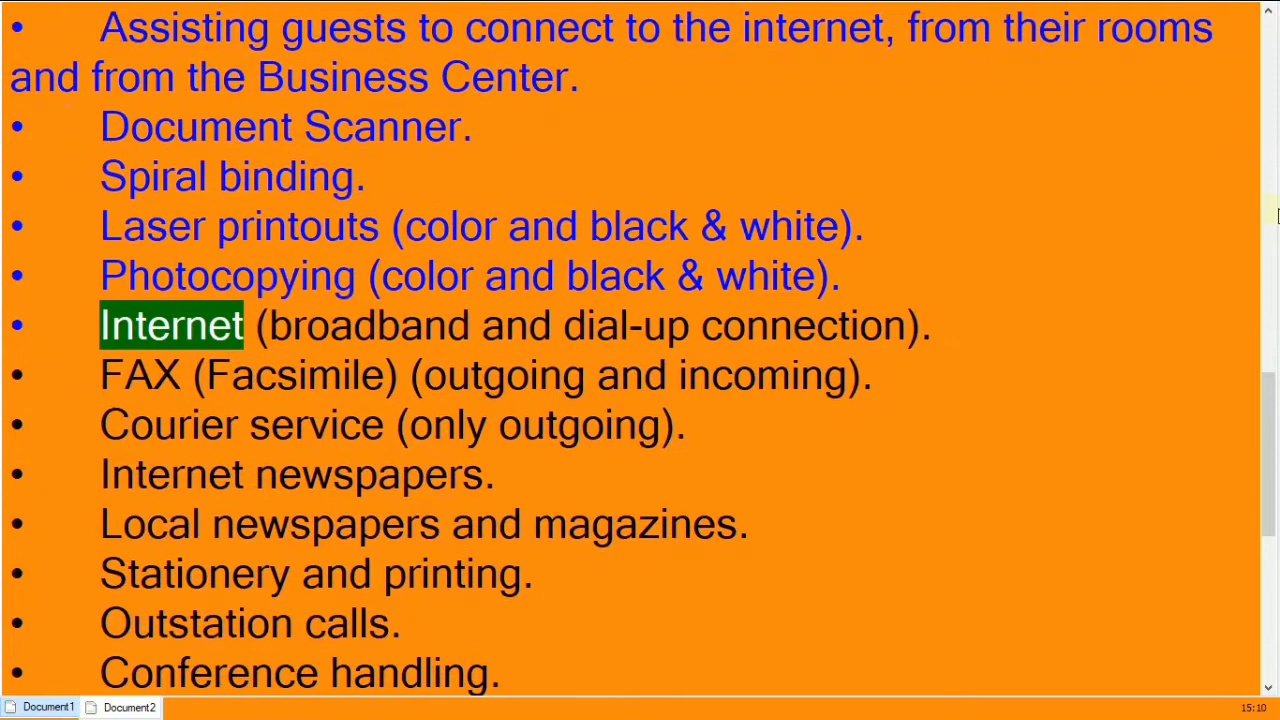 • Assisting guests to connect to the internet, from their rooms
and from the Business Center.
• Document Scanner.
• Spiral binding.
• Laser printouts (color and black & white).
• Photocopying (color and black & white).
• Internet (broadband and dial-up connection).
• FAX (Facsimile) (outgoing and incoming).
• Courier service (only outgoing).
• Internet newspapers.
• Local newspapers and magazines.
• Stationery and printing.
• Outstation calls.
• Conference handling.
Document1 Document2 15:10